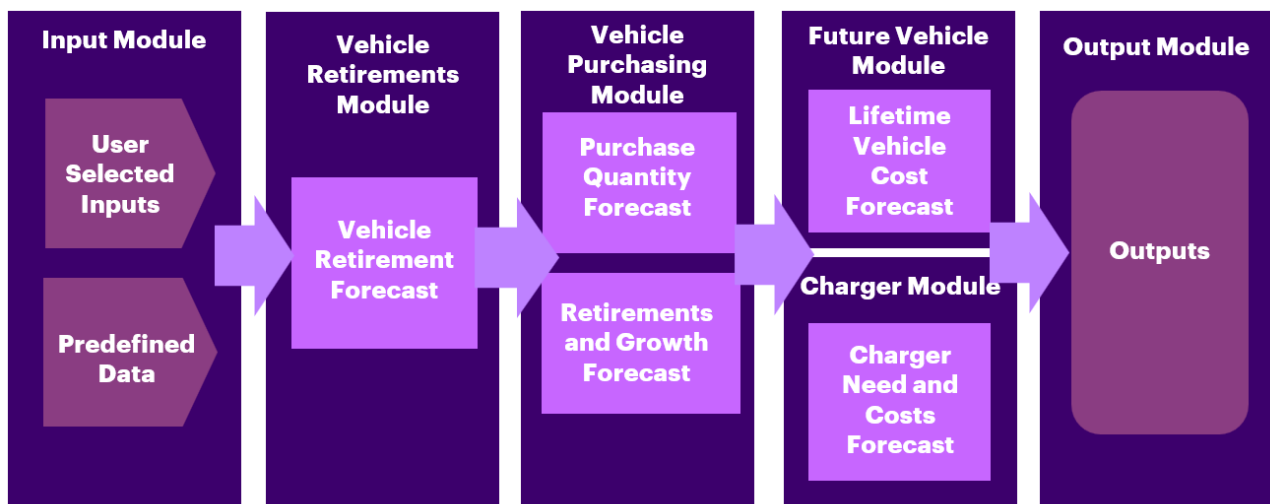 Input Module
User
Selected
Inputs
Predefined
Data
Vehicle
Retirements
Module
Vehicle
Retirement
Forecast
Vehicle
Purchasing
Module
Purchase
Quantity
Forecast
Retirements
and Growth
Forecast
Future Vehicle
Module
Lifetime
Vehicle
Cost
Forecast
Charger Module
Charger
Need and
Costs
Forecast
Output Module
Outputs